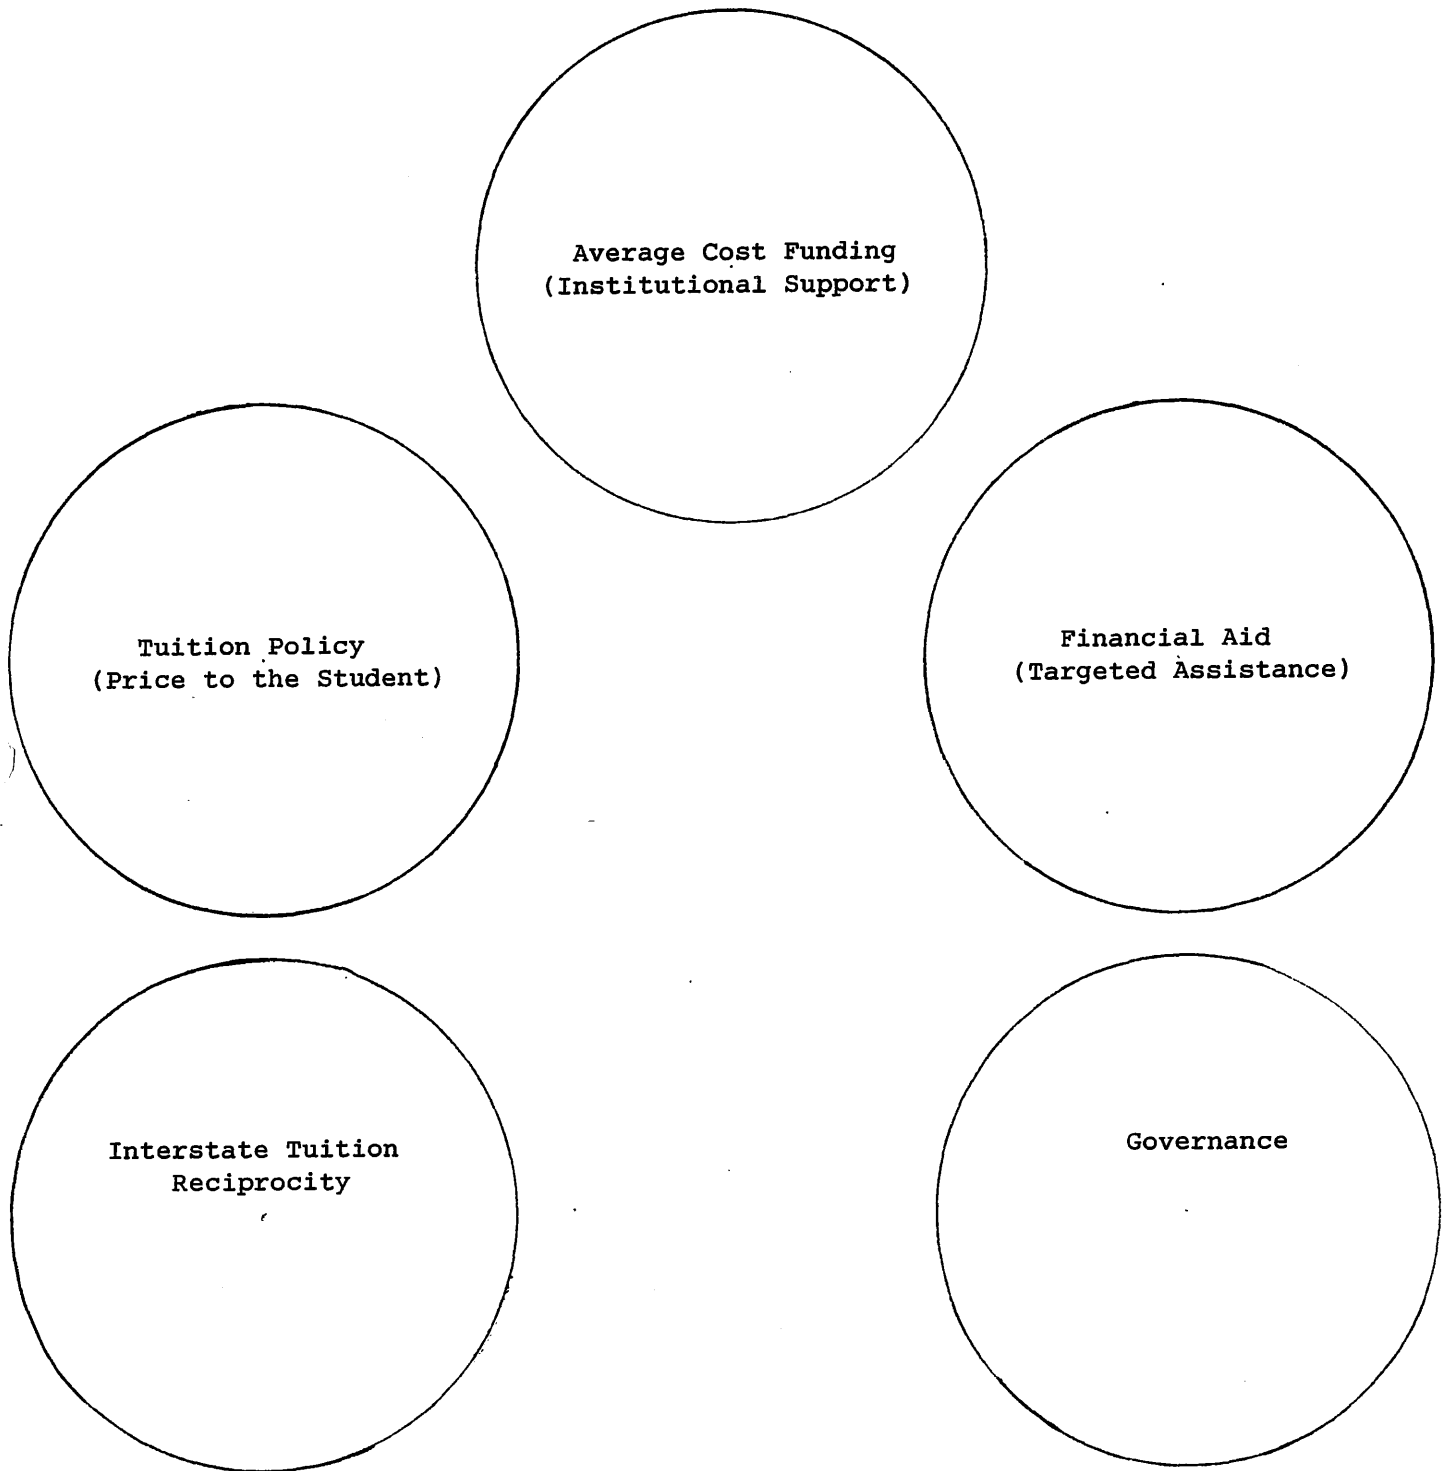 Average Cost Funding
(Institutional Support)
Tuition Policy
(Price to the Student)
Financial Aid
(Targeted Assistance)
Interstate Tuition
Reciprocity
Governance